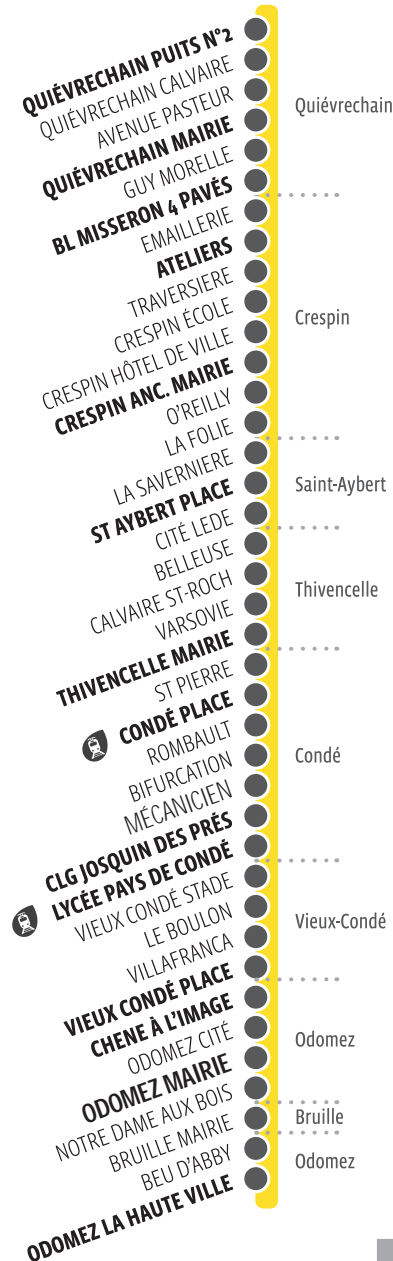 QUIÉVRECHAIN PUITS N°2
QUIÉVRECHAIN CALVAIRE
AVENUE PASTEUR
QUIÉVRECHAIN MAIRIE
GUY MORELLE
BL MISSERON 4 PAVÉS
Quiévrechain
EMAILLERIE
ATELIERS
TRAVERSIERE
CRESPIN ÉCOLE
CRESPIN HÔTEL DE VILLE
CRESPIN ANC. MAIRIE
O'REILLY
LA FOLIE
Crespin
LA SAVERNIERE
ST AYBERT PLACE
CITÉ LEDE
Saint-Aybert
BELLEUSE
CALVAIRE ST-ROCH
VARSOVIE
THIVENCELLE MAIRIE
Thivencelle
ST PIERRE
CONDÉ PLACE
ROMBAULT
BIFURCATION
MÉCANICIEN
CLG JOSQUIN DES PRÉS
LYCÉE PAYS DE CONDÉ
Condé
VIEUX CONDÉ STADE
LE BOULON
VILLAFRANCA
VIEUX CONDÉ PLACE
Vieux-Condé
CHENE À L'IMAGE
ODOMEZ CITÉ
ODOMEZ MAIRIE
NOTRE DAME AUX BOIS
Odomez
BRUILLE MAIRIE
Bruille
BEU D'ABBY
ODOMEZ LA HAUTE VILLE
Odomez